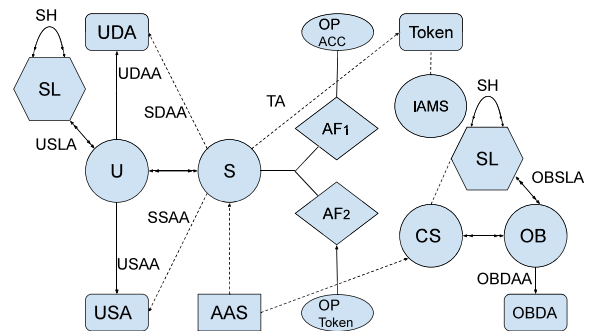 SH
UDA
OP
ACC
Token
UDAA
SL
SDAA
TA
IAMS
SH
AF1
USLA
SL
U
S
OBSLA
SSAA
AF2
CS
OB
USAA
OBDAA
USA
AAS
OP
Token
OBDA